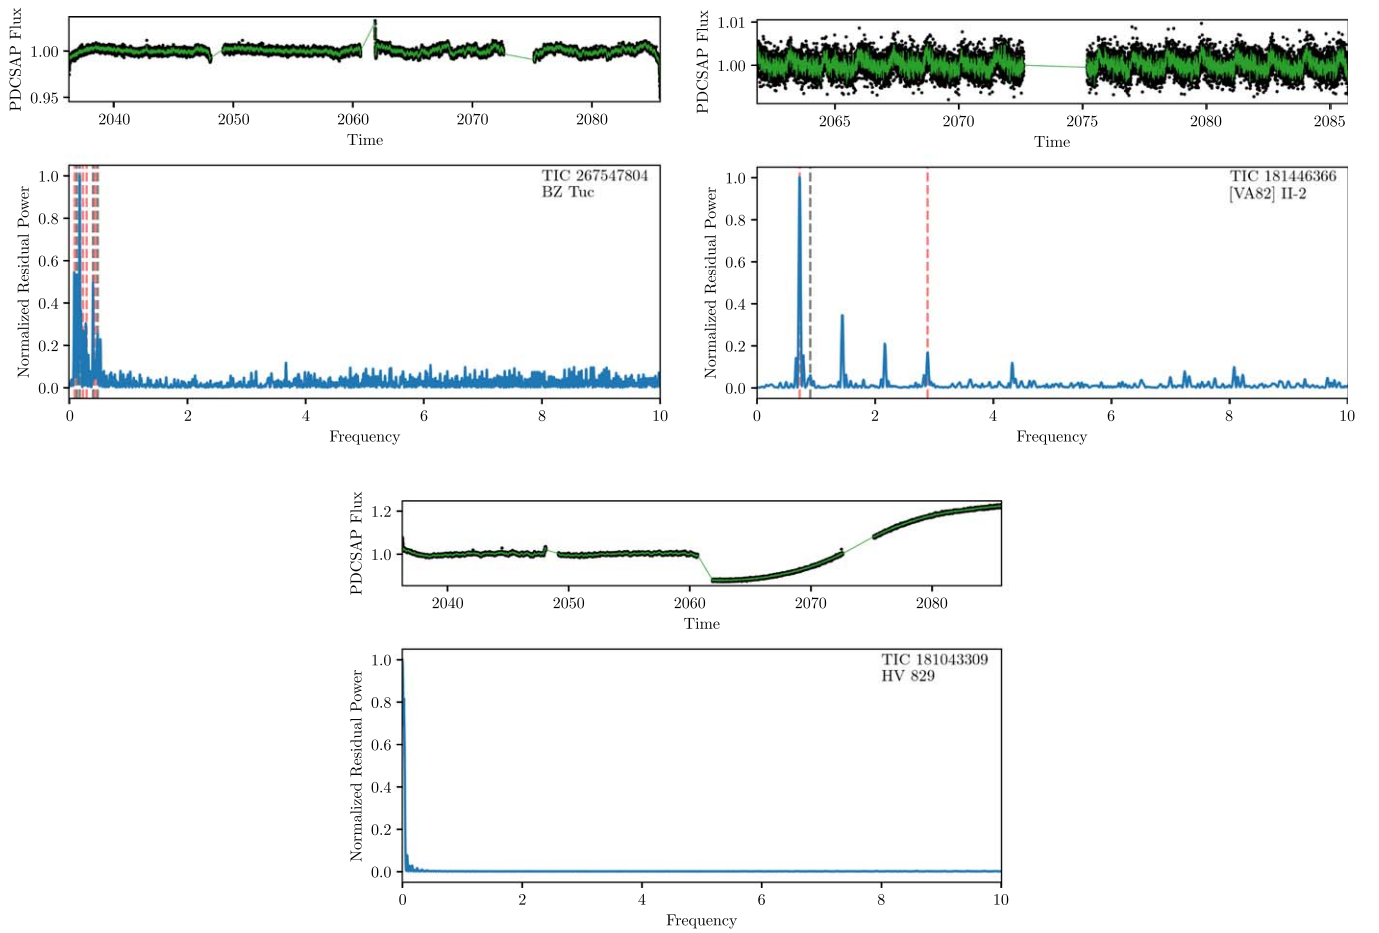 PDCSAP Flux
1.00
0.95
2040 2050 2060 2070 2080
Time
Normalized Residual Power
1.0
0.8
0.6
0.4
0.2
0.0
TIC 267547804
BZ Tuc
0 2 4 6 8 10
Frequency
PDCSAP Flux
1.01
1.00
2065 2070 2075 2080 2085
Time
Normalized Residual Power
1.0
0.8
0.6
0.4
0.2
0.0
TIC 181446366
[VA82] II-2
0 2 4 6 8 10
Frequency
PDCSAP Flux
1.2
1.0
2040 2050 2060 2070 2080
Time
Normalized Residual Power
1.0
0.8
0.6
0.4
0.2
0.0
TIC 181043309
HV 829
0 2 4 6 8 10
Frequency